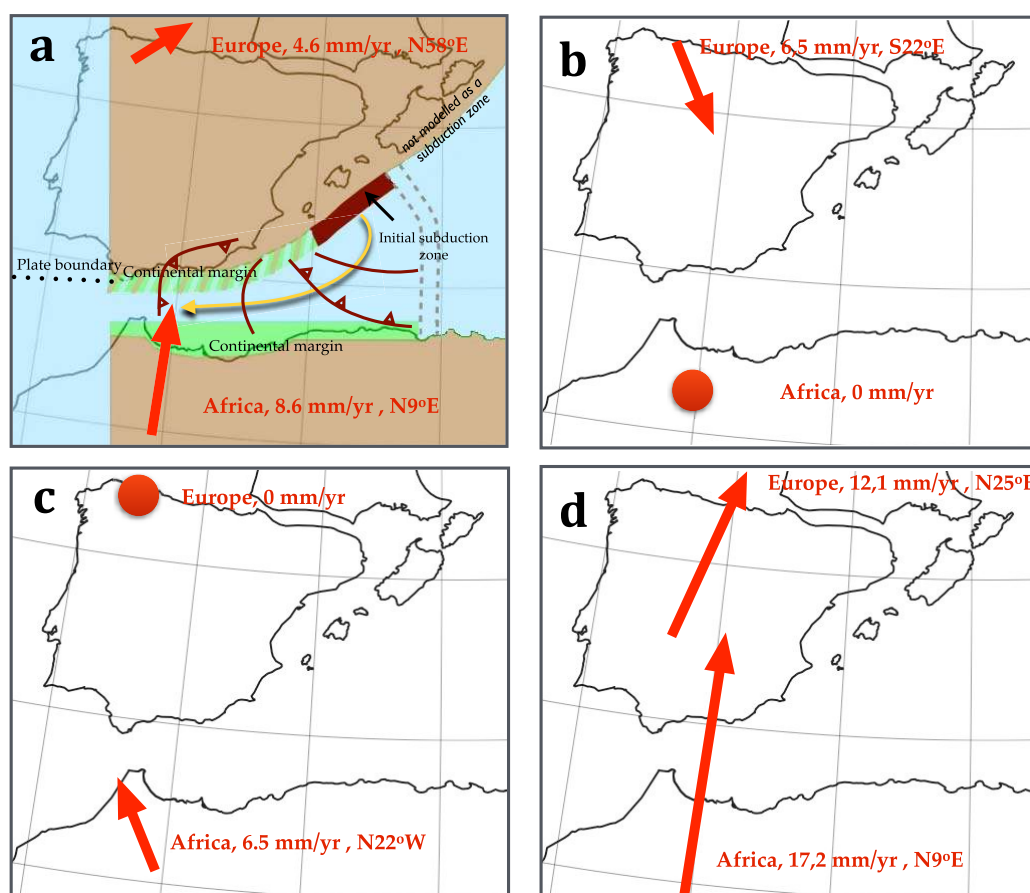 a
Europe, 4.6 mm/yr , N58ºE
not modelled as a
subduction zone
Initial subduction
zone
Plate boundary
Continental margin
Continental margin
Africa, 8.6 mm/yr , N9ºE
b
Europe, 6,5 mm/yr, S22ºE
Africa, 0 mm/yr
c
Europe, 0 mm/yr
Africa, 6.5 mm/yr , N22ºW
d
Europe, 12,1 mm/yr , N25ºE
Africa, 17,2 mm/yr , N9ºE